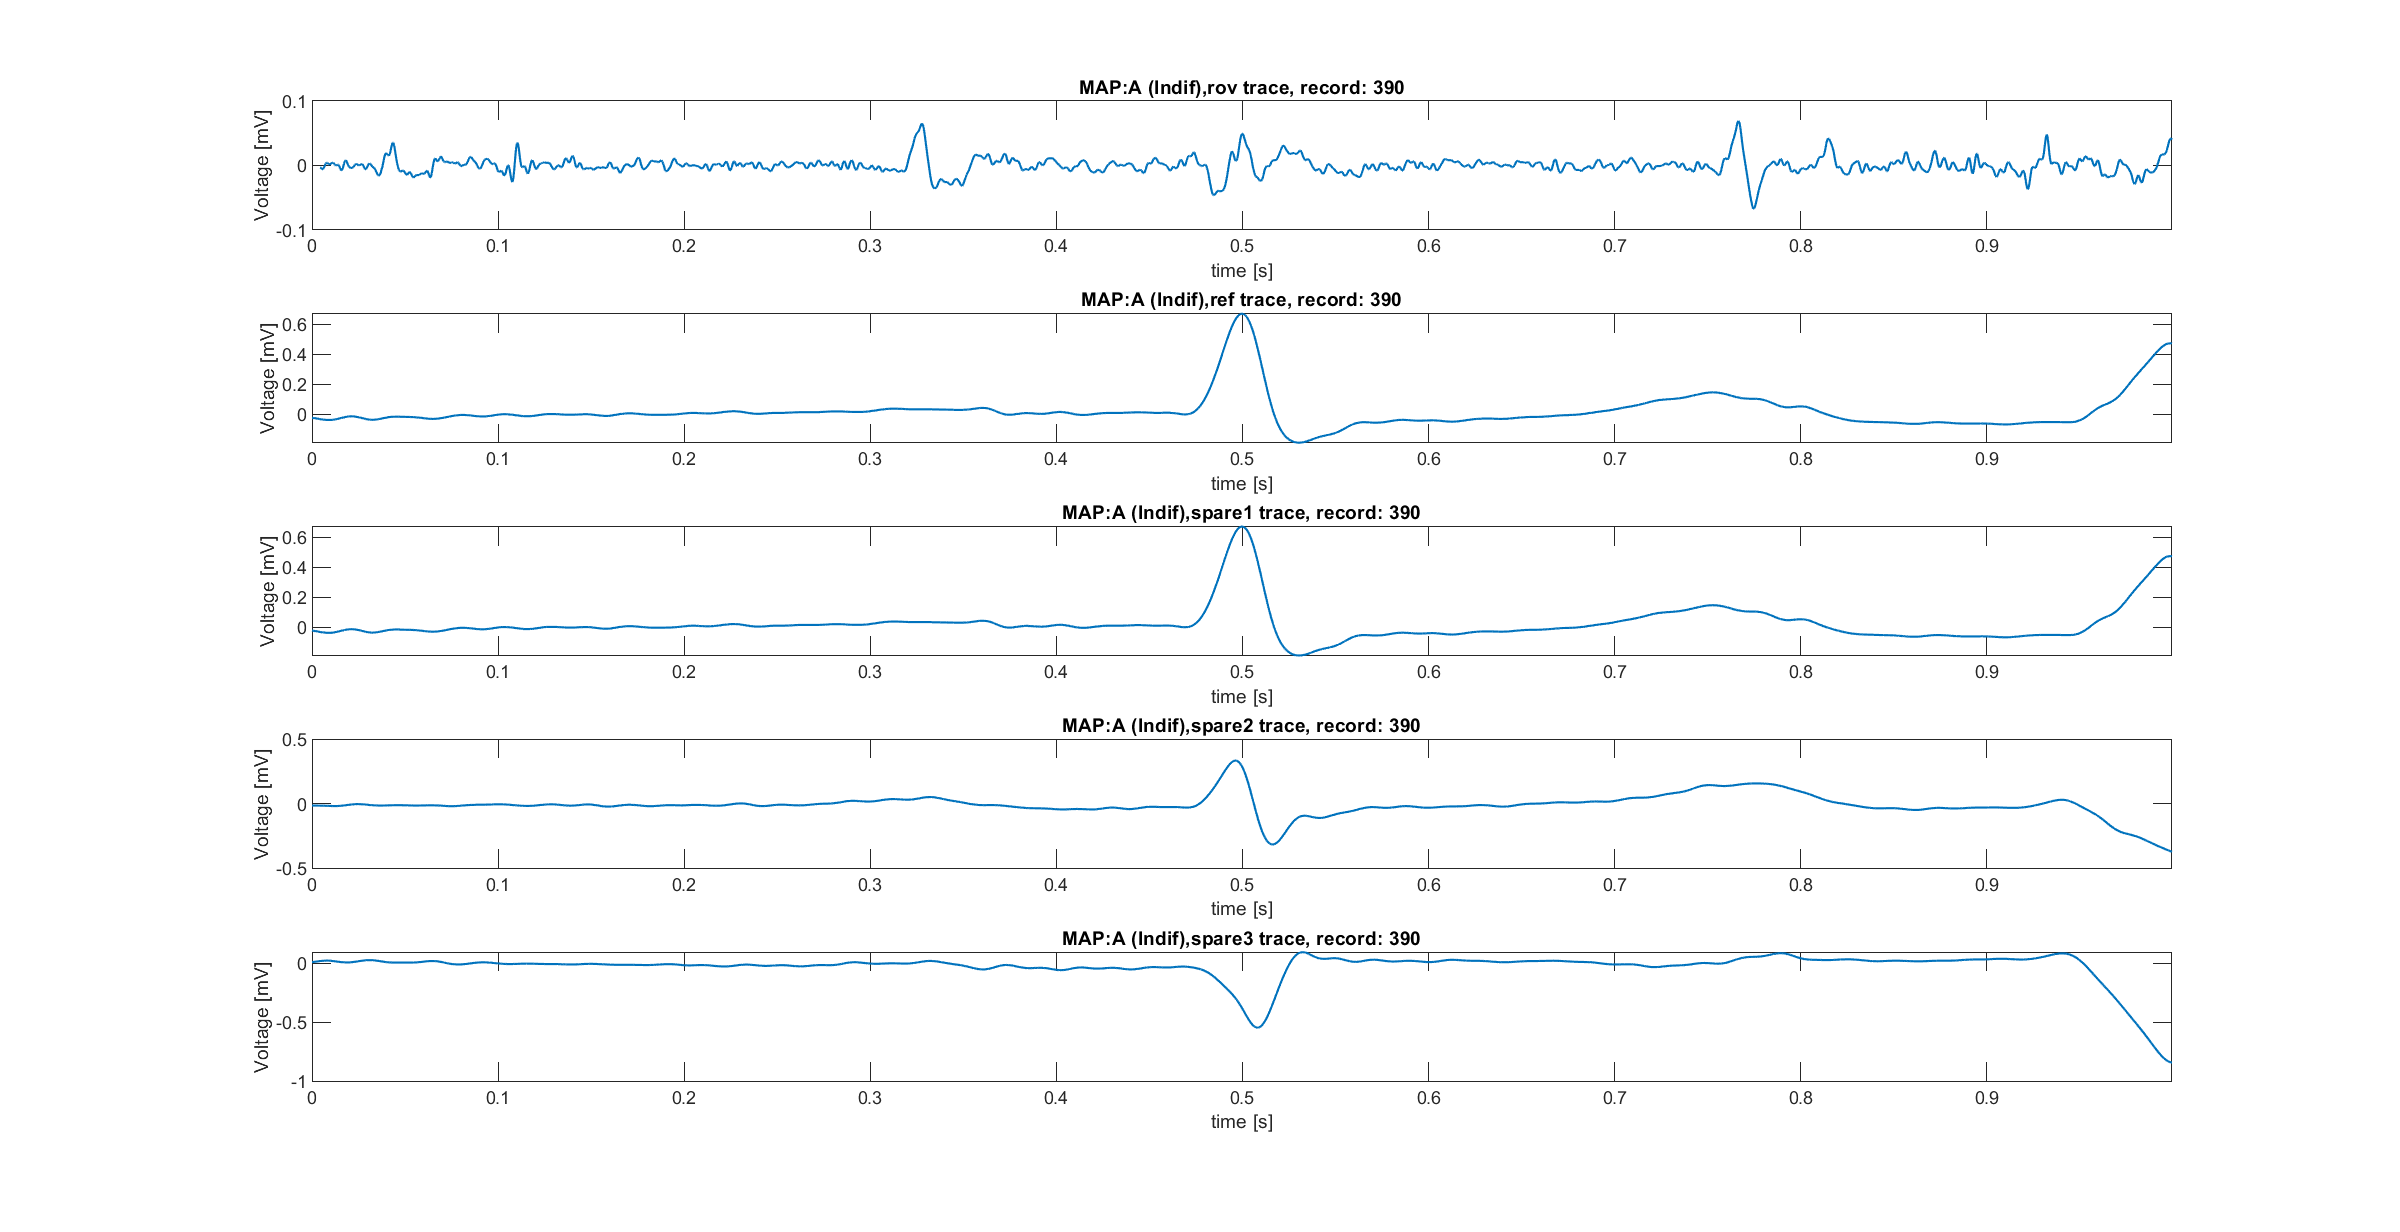 MAP:A (Indif),rov trace, record: 390
Voltage [mV]
0.1
0
-0.1
0 0.1 0.2 0.3 0.4 0.5 0.6 0.7 0.8 0.9
time [s]
MAP:A (Indif),ref trace, record: 390
Voltage [mV]
0.6
0.4
0.2
0
0 0.1 0.2 0.3 0.4 0.5 0.6 0.7 0.8 0.9
time [s]
MAP:A (Indif),spare1 trace, record: 390
Voltage [mV]
0.6
0.4
0.2
0
0 0.1 0.2 0.3 0.4 0.5 0.6 0.7 0.8 0.9
time [s]
MAP:A (Indif),spare2 trace, record: 390
Voltage [mV]
0.5
0
-0.5
0 0.1 0.2 0.3 0.4 0.5 0.6 0.7 0.8 0.9
time [s]
MAP:A (Indif),spare3 trace, record: 390
Voltage [mV]
0
-0.5
-1
0 0.1 0.2 0.3 0.4 0.5 0.6 0.7 0.8 0.9
time [s]